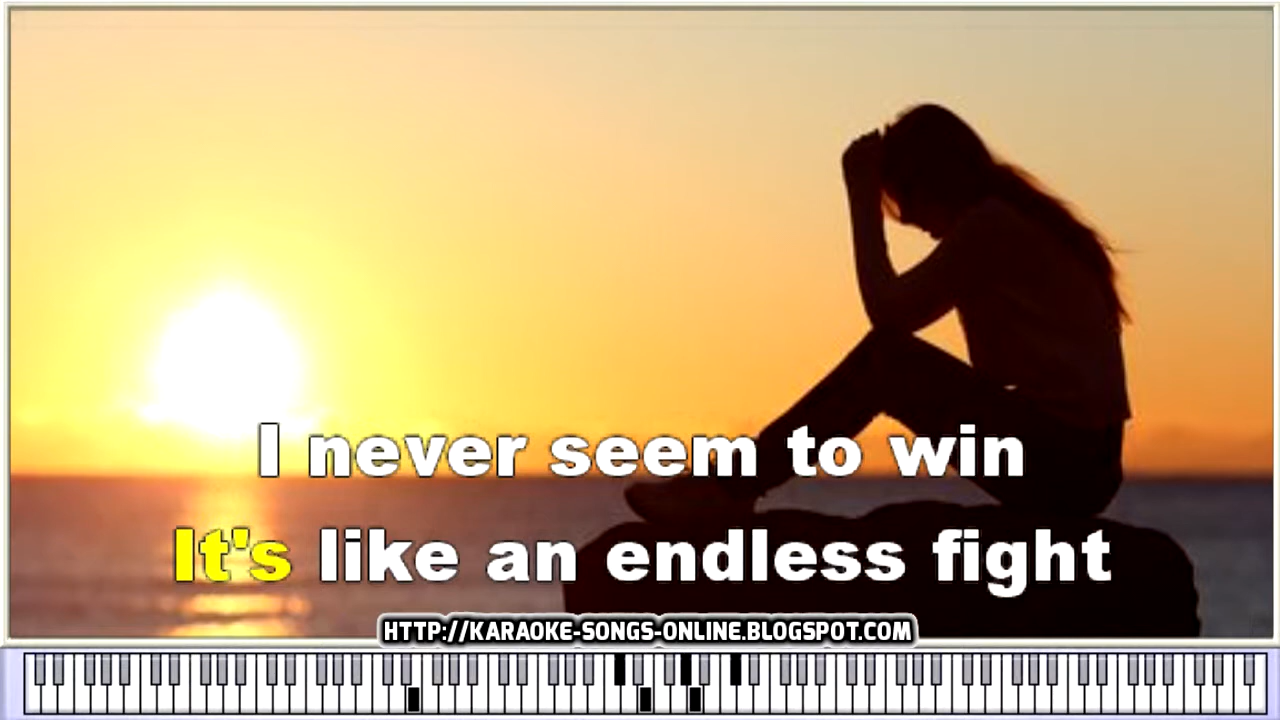 I never seem to win
It's like an endless fight
HTTP://KARAOKE-SONGS-ONLINE.BLOGSPOT.COM